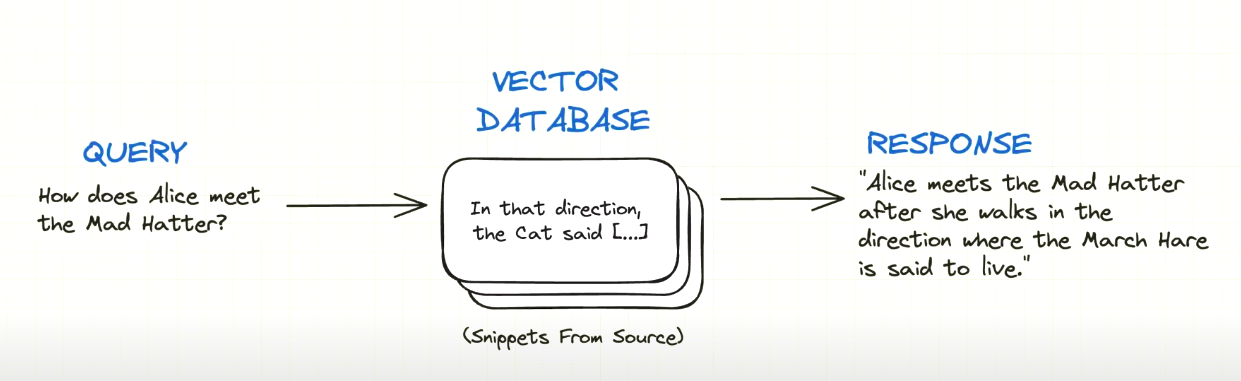 QUERY
How does Alice meet
the Mad Hatter?
VECTOR
DATABASE
In that direction,
the Cat said [...]
(Snippets From Source)
RESPONSE
"Alice meets the Mad Hatter
after she walks in the
direction where the March Hare
is said to live."